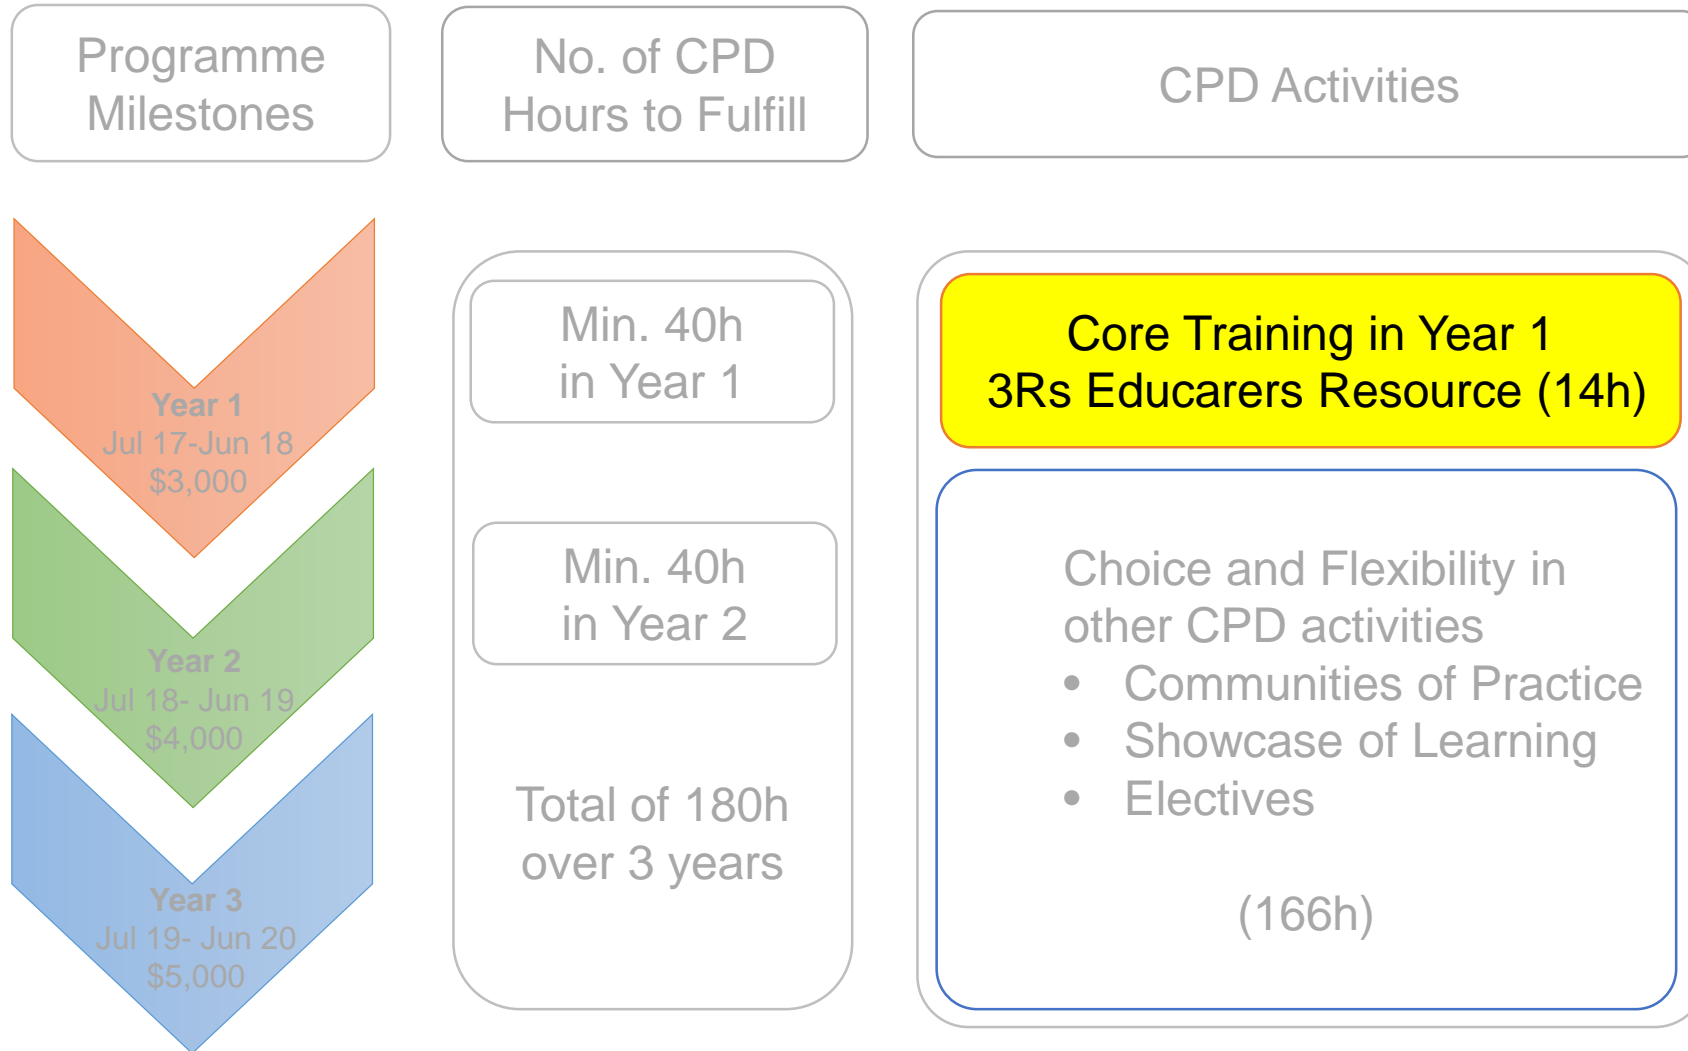 Programme
Milestones
No. of CPD
Hours to Fulfill
CPD Activities
Year 1
Jul 17-Jun 18
$3,000
Year 2
Jul 18- Jun 19
$4,000
Year 3
Jul 19- Jun 20
$5,000
Min. 40h
in Year 1
Min. 40h
in Year 2
Total of 180h
over 3 years
Core Training in Year 1
3Rs Educarers Resource (14h)
Choice and Flexibility in
other CPD activities
• Communities of Practice
• Showcase of Learning
• Electives
(166h)